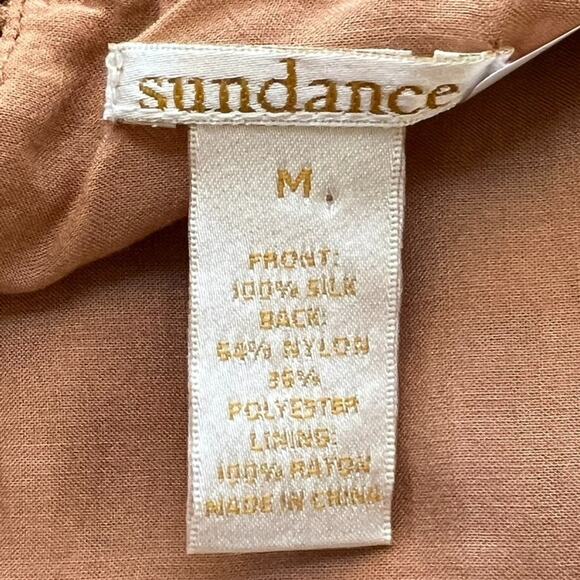 sundance
M
FRONT:
100% SILK
BACK:
64% NYLON
36%
POLYESTER
LINING:
100% RAYON
MADE IN CHINA